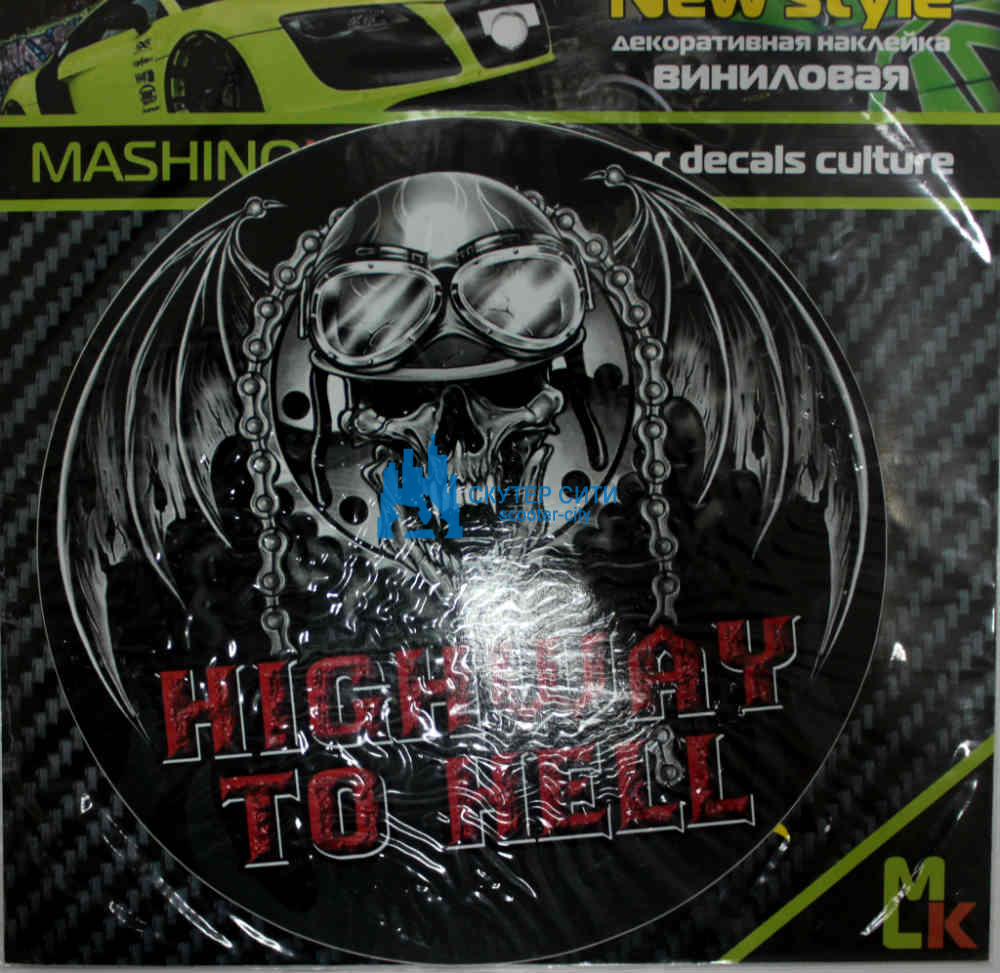 New style
декоративная наклейка
виниловая
MASHINO
decals culture
СКУТЕР СИТИ
scooter-city
HIGHWAY
TO HELL
MLK